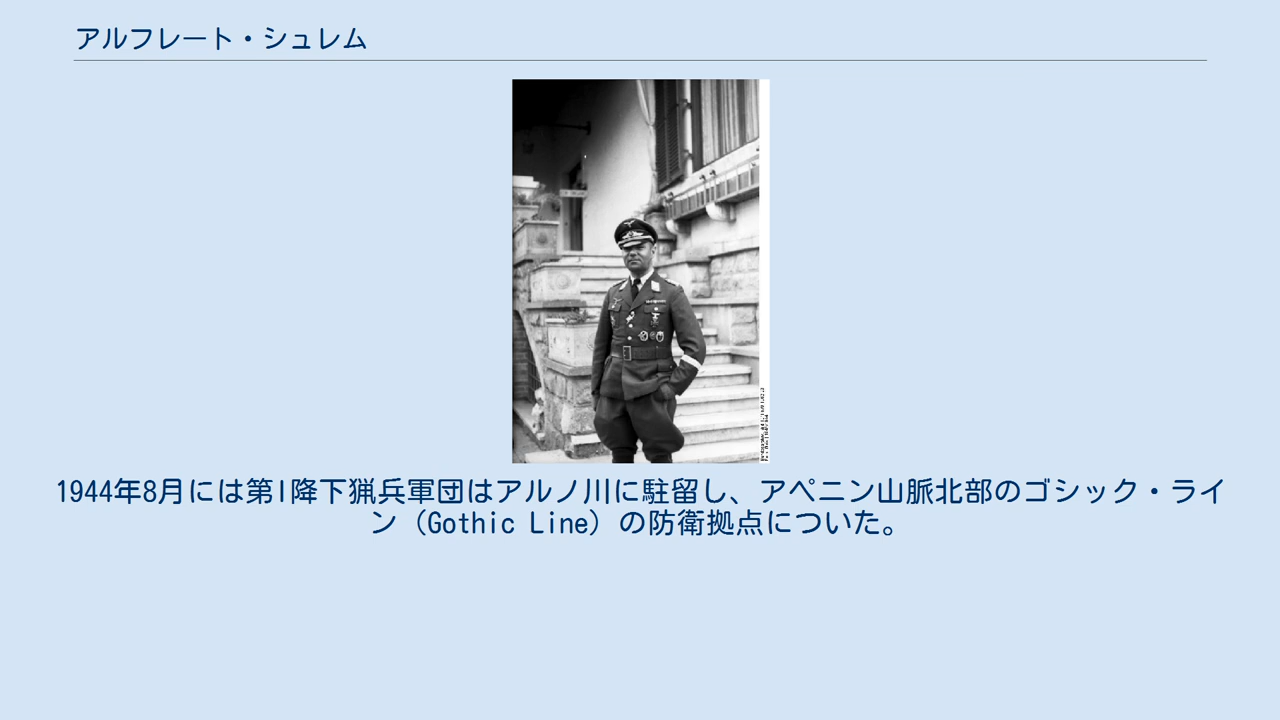 アルフレート・シュレム
1944年8月には第1降下猟兵軍団はアルノ川に駐留し、アペニン山脈北部のゴシック・ライ
ン（Gothic Line）の防衛拠点についた。